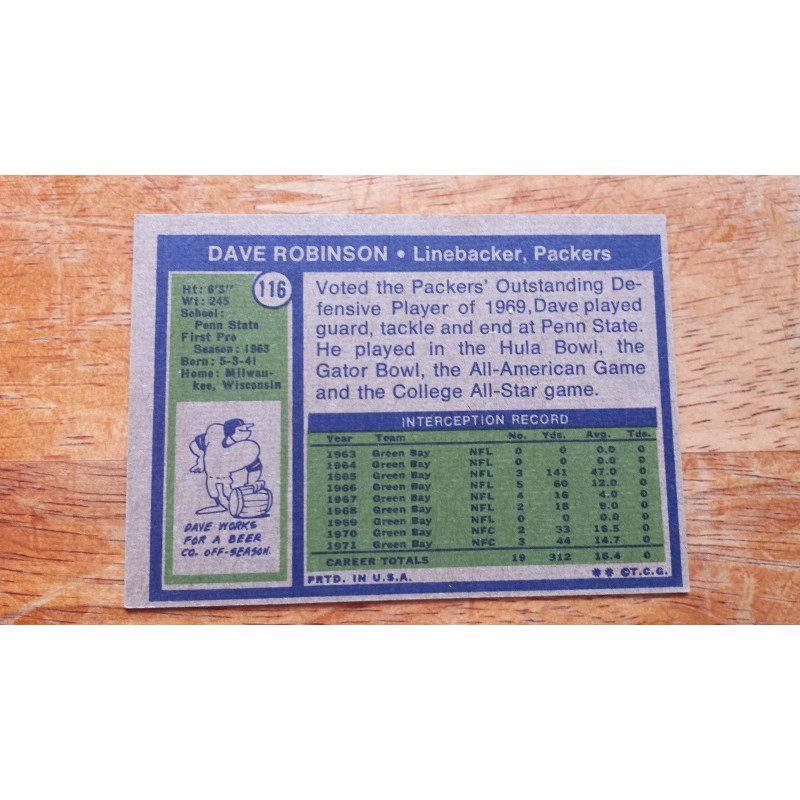 DAVE ROBINSON • Linebacker, Packers
116
Ht: 6'3"
Wt: 245
School:
Penn State
First Pro
Season: 1963
Born: 5-3-41
Home: Milwau-
kee, Wisconsin
DAVE WORKS
FOR A BEER
CO. OFF-SEASON.
Voted the Packers' Outstanding De-
fensive Player of 1969, Dave played
guard, tackle and end at Penn State.
He played in the Hula Bowl, the
Gator Bowl, the All-American Game
and the College All-Star game.
INTERCEPTION RECORD
Year Team No. Yds. Avg. Tds.
1963 Green Bay NFL 0 0 0.0 0
1964 Green Bay NFL 0 0 0.0 0
1965 Green Bay NFL 3 141 47.0 0
1966 Green Bay NFL 5 60 12.0 0
1967 Green Bay NFL 4 16 4.0 0
1968 Green Bay NFL 2 18 9.0 0
1969 Green Bay NFL 0 0 0.0 0
1970 Green Bay NFC 2 33 16.5 0
1971 Green Bay NFC 3 44 14.7 0
CAREER TOTALS 19 312 16.4 0
PRTD. IN U.S.A. ** ©T.C.G.